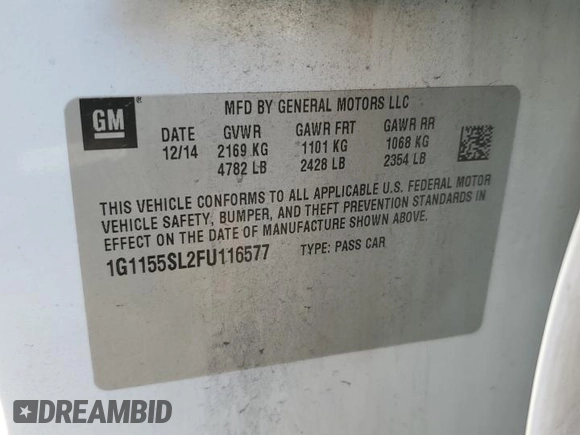 GM ®
MFD BY GENERAL MOTORS LLC
DATE GVWR GAWR FRT GAWR RR
12/14 2169 KG 1101 KG 1068 KG
4782 LB 2428 LB 2354 LB
THIS VEHICLE CONFORMS TO ALL APPLICABLE U.S. FEDERAL MOTOR
VEHICLE SAFETY, BUMPER, AND THEFT PREVENTION STANDARDS IN
EFFECT ON THE DATE OF MANUFACTURE SHOWN ABOVE.
1G1155SL2FU116577 TYPE: PASS CAR
DREAMBID